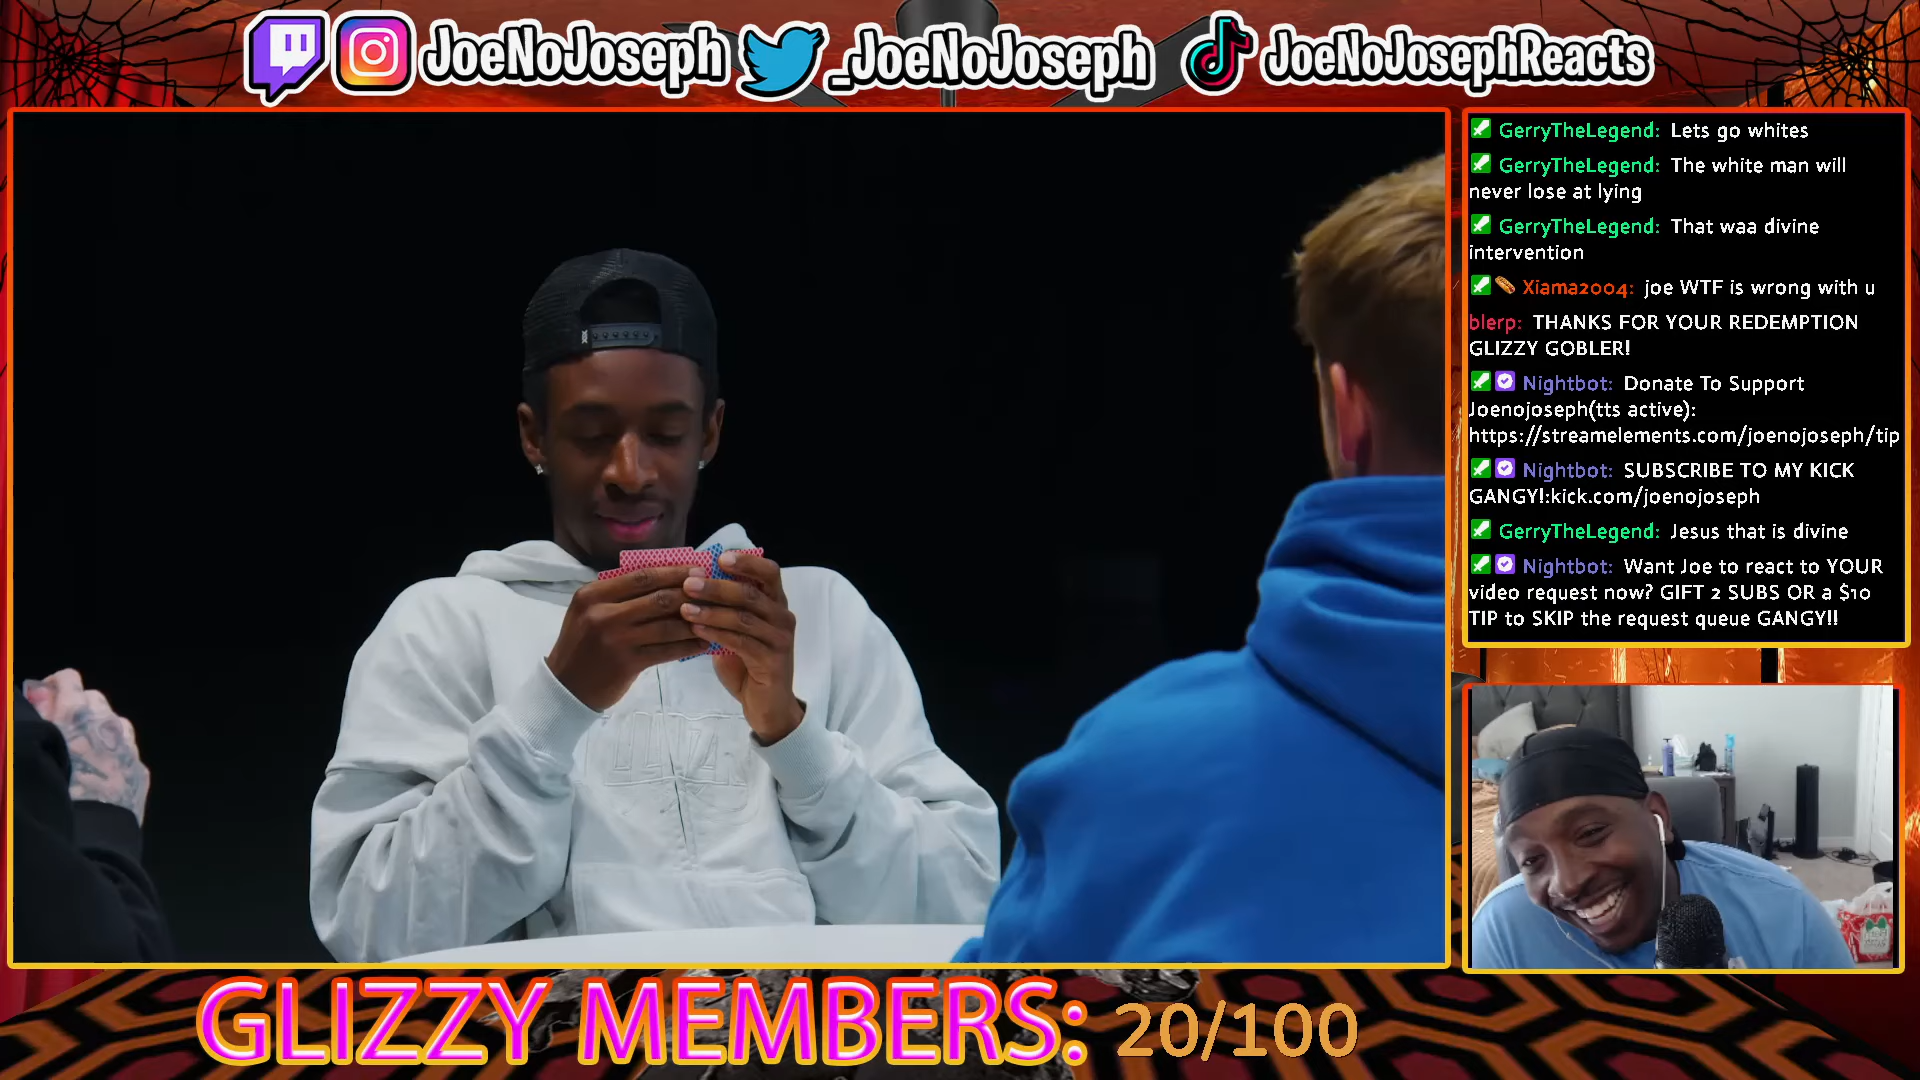 JoeNoJoseph _JoeNoJoseph JoeNoJosephReacts
GerryTheLegend: Lets go whites
GerryTheLegend: The white man will
never lose at lying
GerryTheLegend: That waa divine
intervention
Xiama2004: joe WTF is wrong with u
blerp: THANKS FOR YOUR REDEMPTION
GLIZZY GOBLER!
Nightbot: Donate To Support
Joenojoseph(tts active):
https://streamelements.com/joenojoseph/tip
Nightbot: SUBSCRIBE TO MY KICK
GANGY!:kick.com/joenojoseph
GerryTheLegend: Jesus that is divine
Nightbot: Want Joe to react to YOUR
video request now? GIFT 2 SUBS OR a $10
TIP to SKIP the request queue GANGY!!
GLIZZY MEMBERS: 20/100